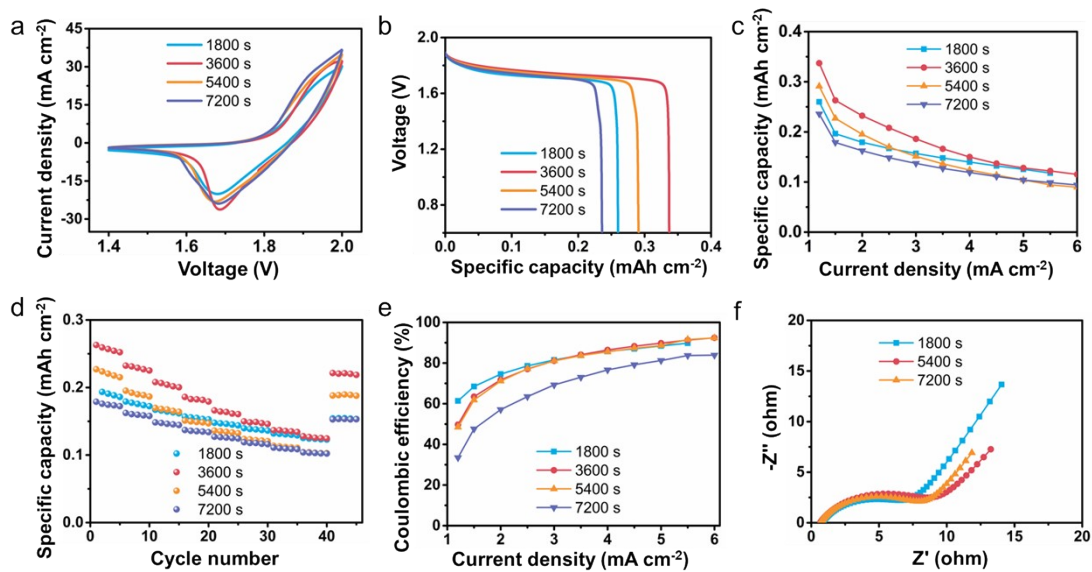 a
Current density (mA cm-2)
45
30
15
0
-15
-30
1.4
1.6
1.8
2.0
Voltage (V)
1800 s
3600 s
5400 s
7200 s
b
Voltage (V)
2.0
1.6
1.2
0.8
0.0
0.1
0.2
0.3
0.4
Specific capacity (mAh cm-2)
1800 s
3600 s
5400 s
7200 s
c
Specific capacity (mAh cm-2)
0.4
0.3
0.2
0.1
0.0
1
2
3
4
5
6
Current density (mA cm-2)
1800 s
3600 s
5400 s
7200 s
d
Specific capacity (mAh cm-2)
0.3
0.2
0.1
0.0
0
10
20
30
40
Cycle number
1800 s
3600 s
5400 s
7200 s
e
Coulombic efficiency (%)
100
80
60
40
20
0
1
2
3
4
5
6
Current density (mA cm-2)
1800 s
3600 s
5400 s
7200 s
f
-Z'' (ohm)
20
15
10
5
0
0
5
10
15
20
Z' (ohm)
1800 s
5400 s
7200 s